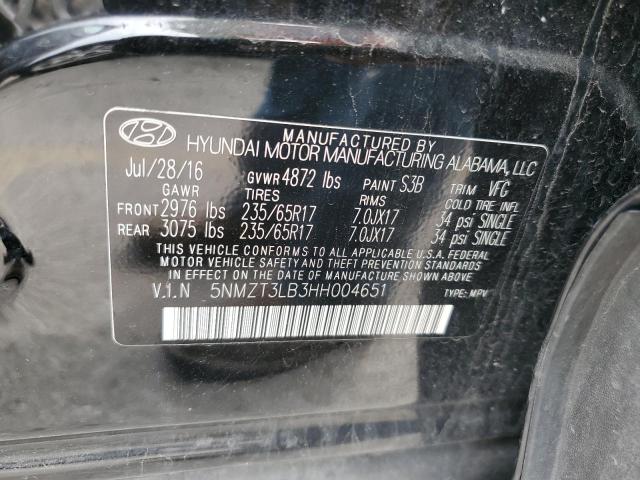 MANUFACTURED BY
HYUNDAI MOTOR MANUFACTURING ALABAMA, LLC
Jul/28/16 GVWR 4872 lbs PAINT S3B TRIM VFC
GAWR TIRES RIMS COLD TIRE INFL
FRONT 2976 lbs 235/65R17 7.0JX17 34 psi SINGLE
REAR 3075 lbs 235/65R17 7.0JX17 34 psi SINGLE
THIS VEHICLE CONFORMS TO ALL APPLICABLE U.S.A. FEDERAL
MOTOR VEHICLE SAFETY AND THEFT PREVENTION STANDARDS
IN EFFECT ON THE DATE OF MANUFACTURE SHOWN ABOVE.
V.I.N 5NMZT3LB3HH004651 TYPE: MPV